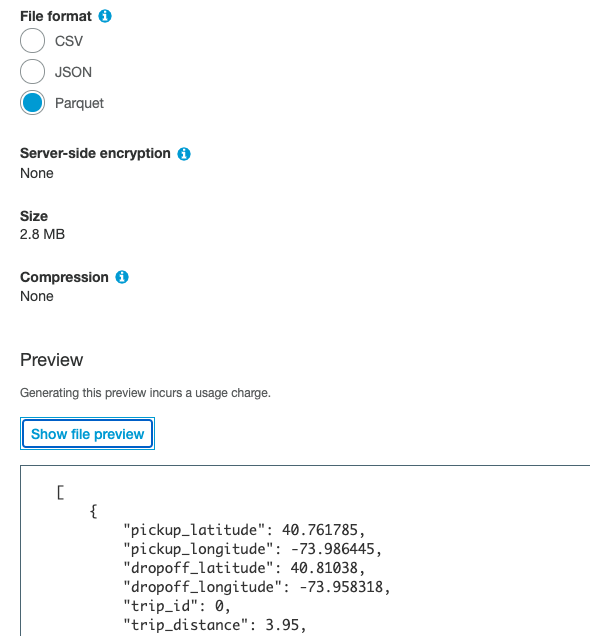 File format
CSV
JSON
Parquet
Server-side encryption
None
Size
2.8 MB
Compression
None
Preview
Generating this preview incurs a usage charge.
Show file preview
[
{
"pickup_latitude": 40.761785,
"pickup_longitude": -73.986445,
"dropoff_latitude": 40.81038,
"dropoff_longitude": -73.958318,
"trip_id": 0,
"trip_distance": 3.95,